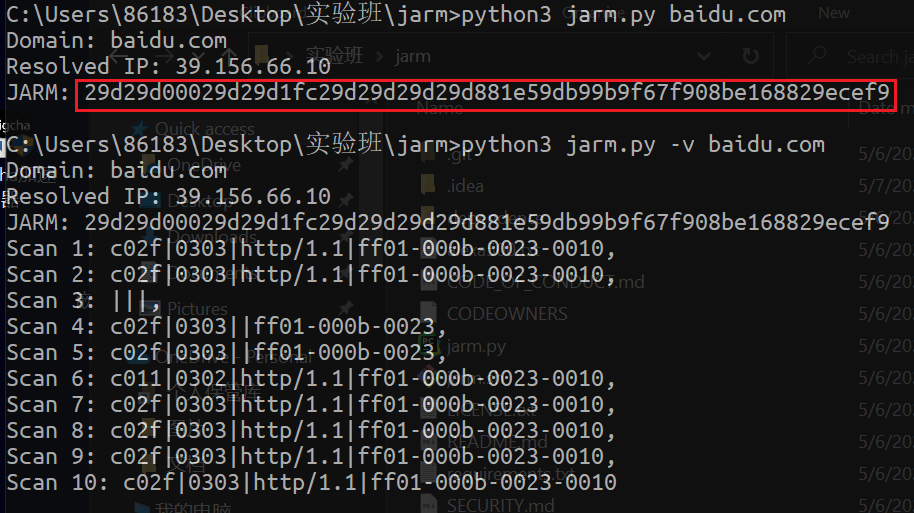 C:\Users\86183\Desktop\实验班\jarm>python3 jarm.py baidu.com
New
Domain: baidu.com
实验班
jarm
Search
Resolved IP: 39.156.66.10
JARM: 29d29d00029d29d1fc29d29d29d29d881e59db99b9f67f908be168829ecef9
Name
Date m
igcha
Quick access
C:\Users\86183\Desktop\实验班\jarm>python3 jarm.py -v baidu.com
.git
5/6/2
OneDrive
Domain: baidu.com
.idea
5/7/2
器
Desktop
Resolved IP: 39.156.66.10
5/6/20
JARM: 29d29d00029d29d1fc29d29d29d29d881e59db99b9f67f908be168829ecef9
Downloads
5/6/20
Scan 1: c02f|0303|http/1.1|ff01-000b-0023-0010,
Scan 2: c02f|0303|http/1.1|ff01-000b-0023-0010,
CODE_OF_CONDUCT.md
5/6/20
Scan 3: |||,
Pictures
CODEOWNERS
5/6/20
Scan 4: c02f|0303||ff01-000b-0023,
jarm.py
5/6/20
Scan 5: c02f|0303||ff01-000b-0023,
OneDrive - Personal
Scan 6: c011|0302|http/1.1|ff01-000b-0023-0010,
5/6/20
Scan 7: c02f|0303|http/1.1|ff01-000b-0023-0010,
LICENSE.txt
5/6/20
Scan 8: c02f|0303|http/1.1|ff01-000b-0023-0010,
README.md
5/6/20
Scan 9: c02f|0303|http/1.1|ff01-000b-0023-0010,
requirements.txt
5/6/20
Scan 10: c02f|0303|http/1.1|ff01-000b-0023-0010
我的电脑
SECURITY.md
5/6/20